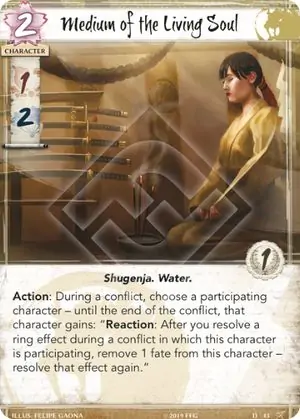 2
Medium of the Living Soul
CHARACTER
1
2
Shugenja. Water.
1
Action: During a conflict, choose a participating
character – until the end of the conflict, that
character gains: “Reaction: After you resolve a
ring effect during a conflict in which this character
is participating, remove 1 fate from this character –
resolve that effect again.”
ILLUS: FELIPE GAONA
© 2019 FFG